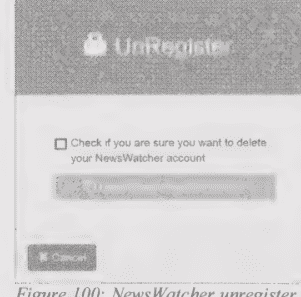 UnRegister
Check if you are sure you want to delete
your NewsWatcher account
Cancel
Figure 100: NewsWatcher unregister